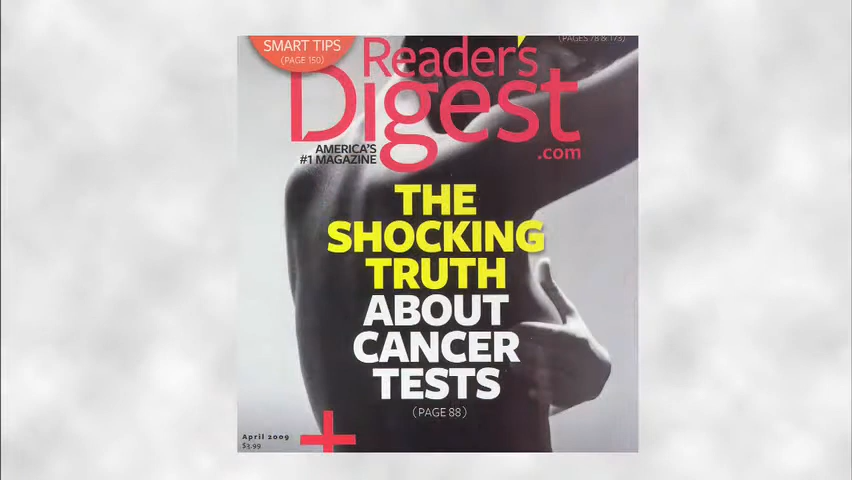 SMART TIPS
(PAGE 150)
(PAGES 78 & 173)
Reader's
Digest
.com
AMERICA'S
#1 MAGAZINE
THE
SHOCKING
TRUTH
ABOUT
CANCER
TESTS
(PAGE 88)
April 2009
$3.99